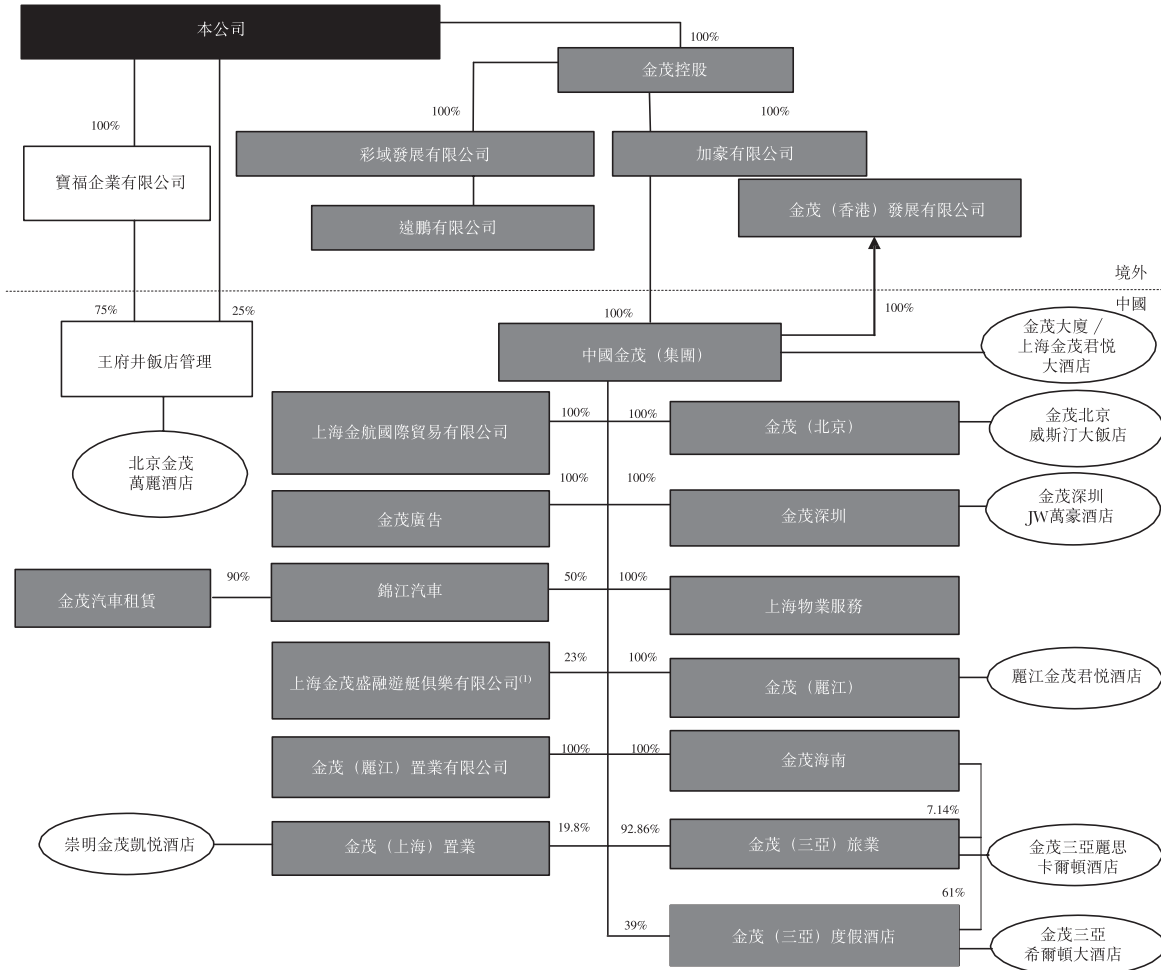 本公司
100%
金茂控股
100%
100%
100%
彩域發展有限公司
加豪有限公司
寶福企業有限公司
金茂（香港）發展有限公司
遠鵬有限公司
境外
中國
75%
25%
100%
100%
王府井飯店管理
中國金茂（集團）
金茂大廈 /
上海金茂君悦
大酒店
北京金茂
萬麗酒店
上海金航國際貿易有限公司
100%
100%
金茂（北京）
金茂北京
威斯汀大飯店
金茂廣告
100%
100%
金茂深圳
金茂深圳
JW萬豪酒店
金茂汽車租賃
90%
錦江汽車
50%
100%
上海物業服務
上海金茂盛融遊艇俱樂有限公司(1)
23%
100%
金茂（麗江）
麗江金茂君悦酒店
金茂（麗江）置業有限公司
100%
100%
金茂海南
7.14%
崇明金茂凱悦酒店
金茂（上海）置業
19.8%
92.86%
金茂（三亞）旅業
金茂三亞麗思
卡爾頓酒店
61%
39%
金茂（三亞）度假酒店
金茂三亞
希爾頓大酒店